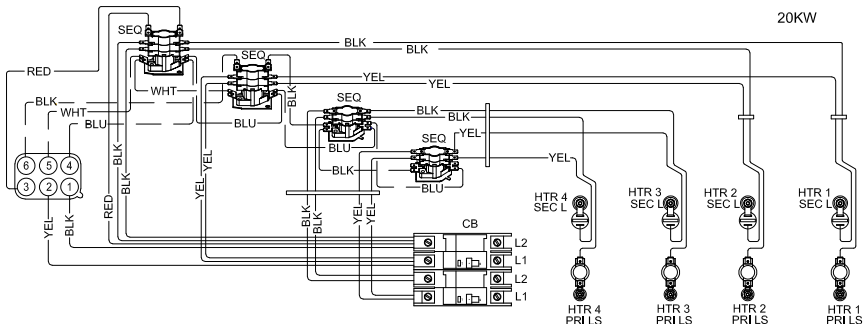 20KW
SEQ
BLK
BLK
SEQ
RED
YEL
YEL
WHT
BLK
BLK
SEQ
BLK
BLK
WHT
BLU
BLU
SEQ
YEL
BLU
BLK
YEL
BLU
6 5 4
3 2 1
BLK
RED
BLK
YEL
YEL
YEL
BLK
BLK
BLK
YEL
YEL
CB
L2
L1
L2
L1
HTR 4
SEC L
HTR 3
SEC L
HTR 2
SEC L
HTR 1
SEC L
HTR 4
PRI LS
HTR 3
PRI LS
HTR 2
PRI LS
HTR 1
PRI LS